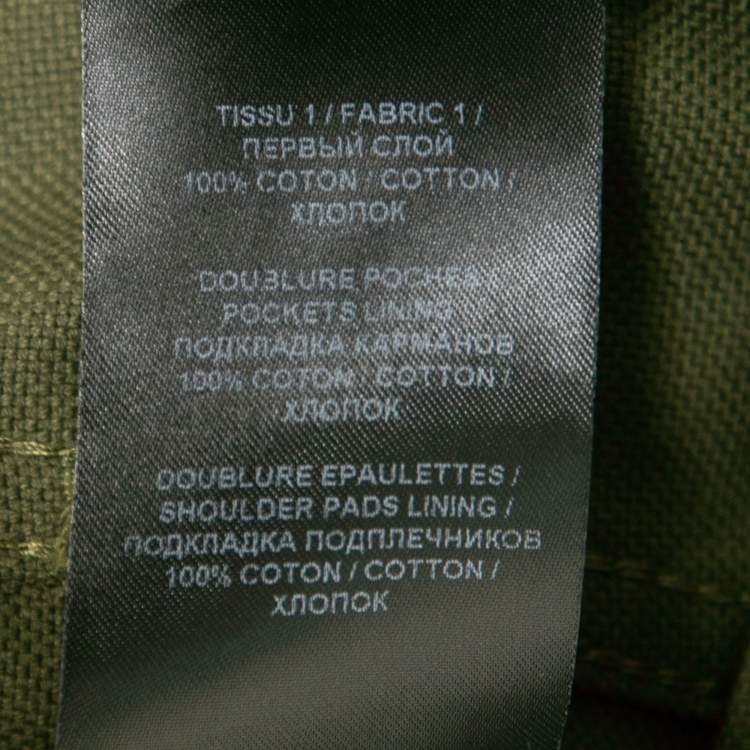 TISSU 1 / FABRIC 1 /
ПЕРВЫЙ СЛОЙ
100% COTON / COTTON /
ХЛОПОК
DOUBLURE POCHES /
POCKETS LINING
ПОДКЛАДКА КАРМАНОВ
100% COTON / COTTON /
ХЛОПОК
DOUBLURE EPAULETTES /
SHOULDER PADS LINING /
ПОДКЛАДКА ПОДПЛЕЧНИКОВ
100% COTON / COTTON /
ХЛОПОК